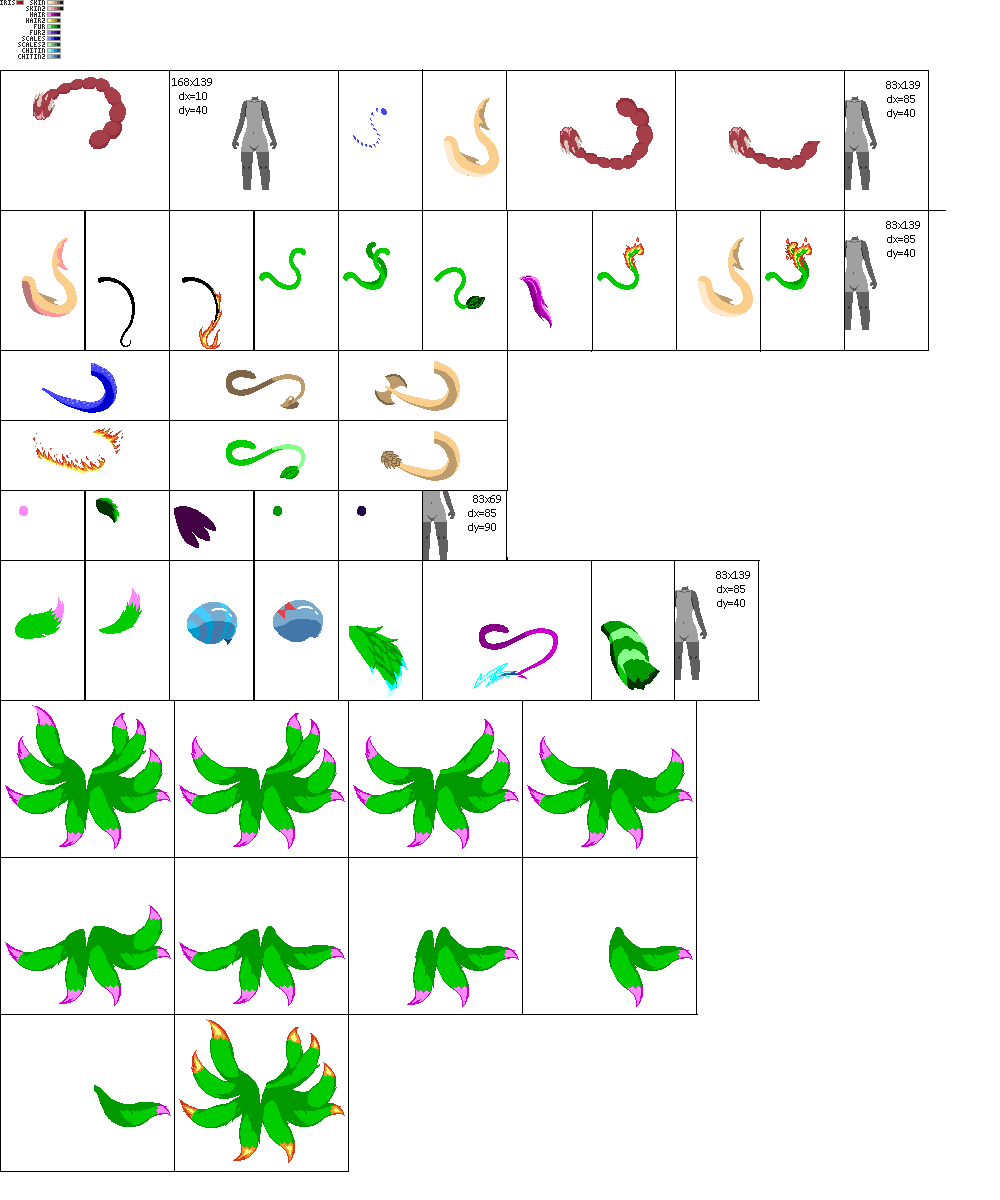 IRIS SKIN
SKIN2
HAIR
HAIR2
FUR
FUR2
SCALES
SCALES2
CHITIN
CHITIN2
168x139
dx=10
dy=40
83x139
dx=85
dy=40
83x139
dx=85
dy=40
83x69
dx=85
dy=90
83x139
dx=85
dy=40